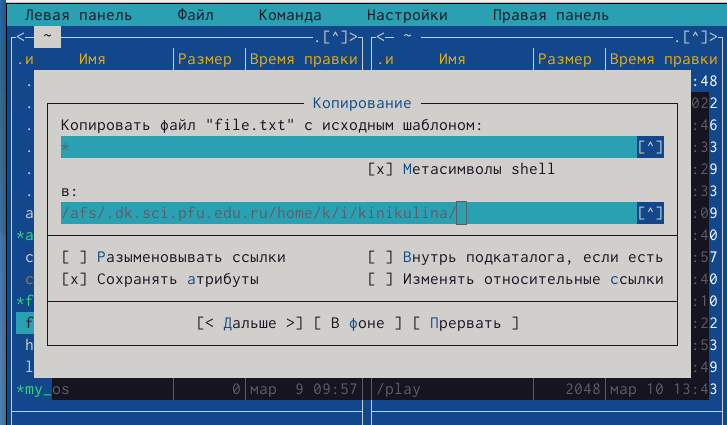 Левая панель Файл Команда Настройки Правая панель
<— ~ .[^]> <— ~ .[^]>
.и Имя Размер Время правки .и Имя Размер Время правки
:48
Копирование
022
Копировать файл "file.txt" с исходным шаблоном:
:46
* [^]
:33
[x] Метасимволы shell
:29
в:
:33
/afs/.dk.sci.pfu.edu.ru/home/k/i/kinikulina/ [^]
a :09
*a :40
[ ] Разыменовывать ссылки [ ] Внутрь подкаталога, если есть
c :57
[x] Сохранять атрибуты [ ] Изменять относительные ссылки
c :40
*f :10
[< Дальше >] [ В фоне ] [ Прервать ]
f :22
h :53
l :49
*my_os 0 мар 9 09:57 /play 2048 мар 10 13:43